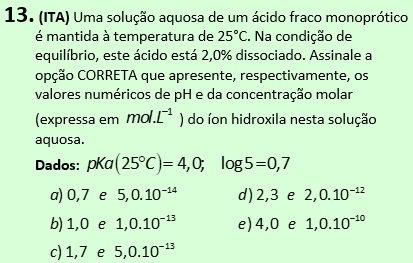 13. (ITA) Uma solução aquosa de um ácido fraco monoprótico
é mantida à temperatura de 25°C. Na condição de
equilíbrio, este ácido está 2,0% dissociado. Assinale a
opção CORRETA que apresente, respectivamente, os
valores numéricos de pH e da concentração molar
(expressa em mol.L⁻¹ ) do íon hidroxila nesta solução
aquosa.
Dados: pKa(25°C)= 4,0; log5=0,7
a) 0,7 e 5,0.10⁻¹⁴ d) 2,3 e 2,0.10⁻¹²
b) 1,0 e 1,0.10⁻¹³ e) 4,0 e 1,0.10⁻¹⁰
c) 1,7 e 5,0.10⁻¹³